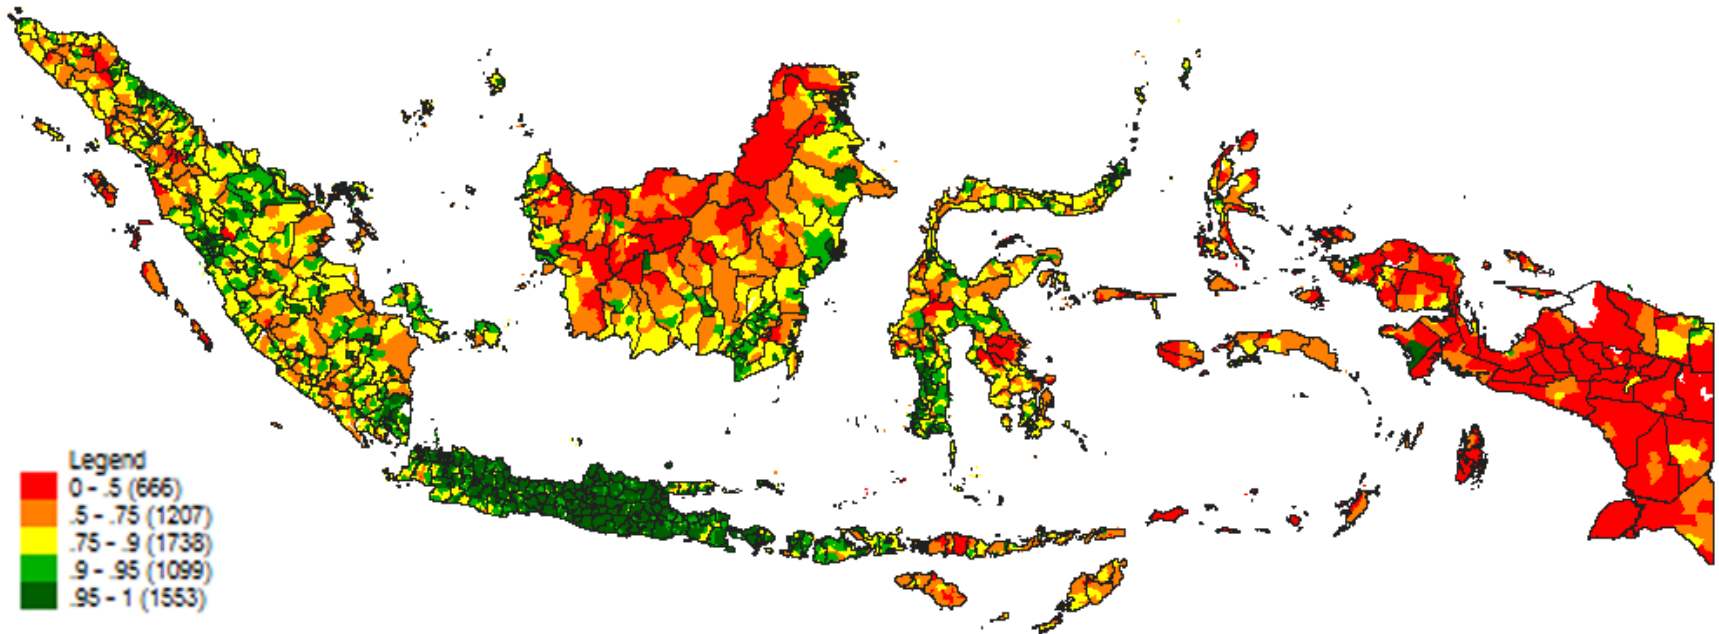 Legend
0 - .5 (666)
.5 - .75 (1207)
.75 - .9 (1738)
.9 - .95 (1099)
.95 - 1 (1553)